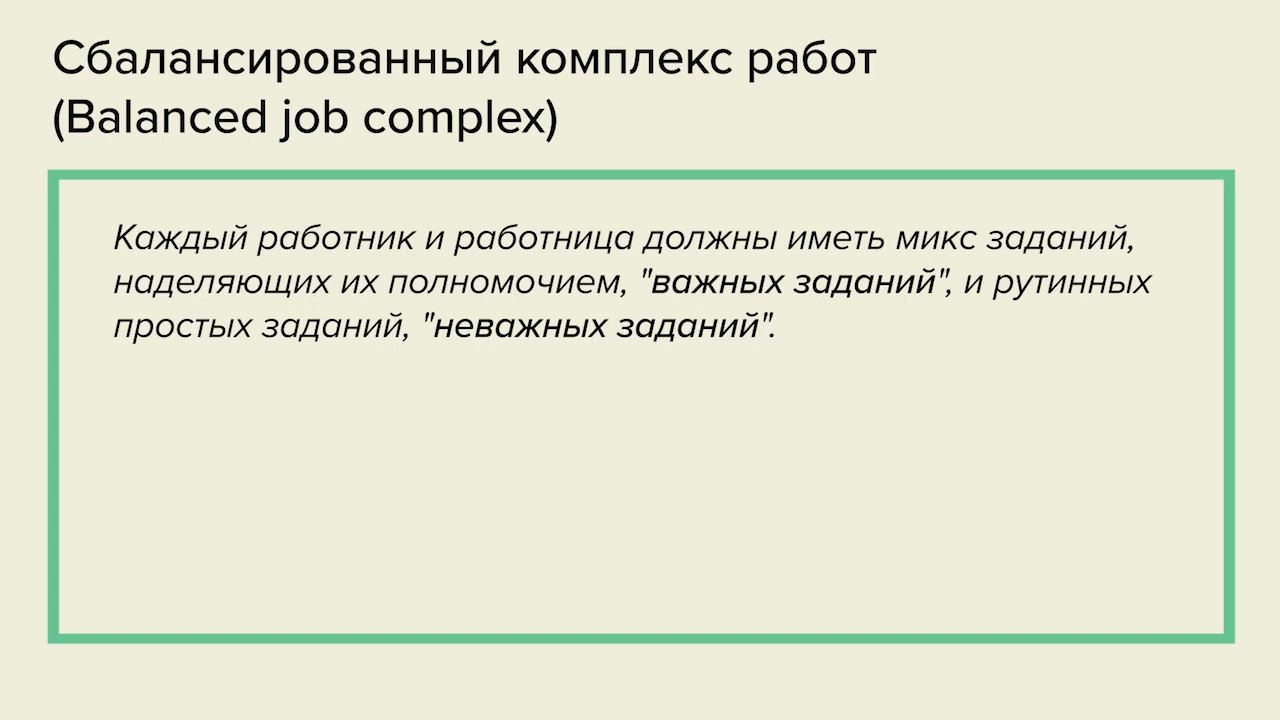 Сбалансированный комплекс работ
(Balanced job complex)
Каждый работник и работница должны иметь микс заданий,
наделяющих их полномочием, "важных заданий", и рутинных
простых заданий, "неважных заданий".